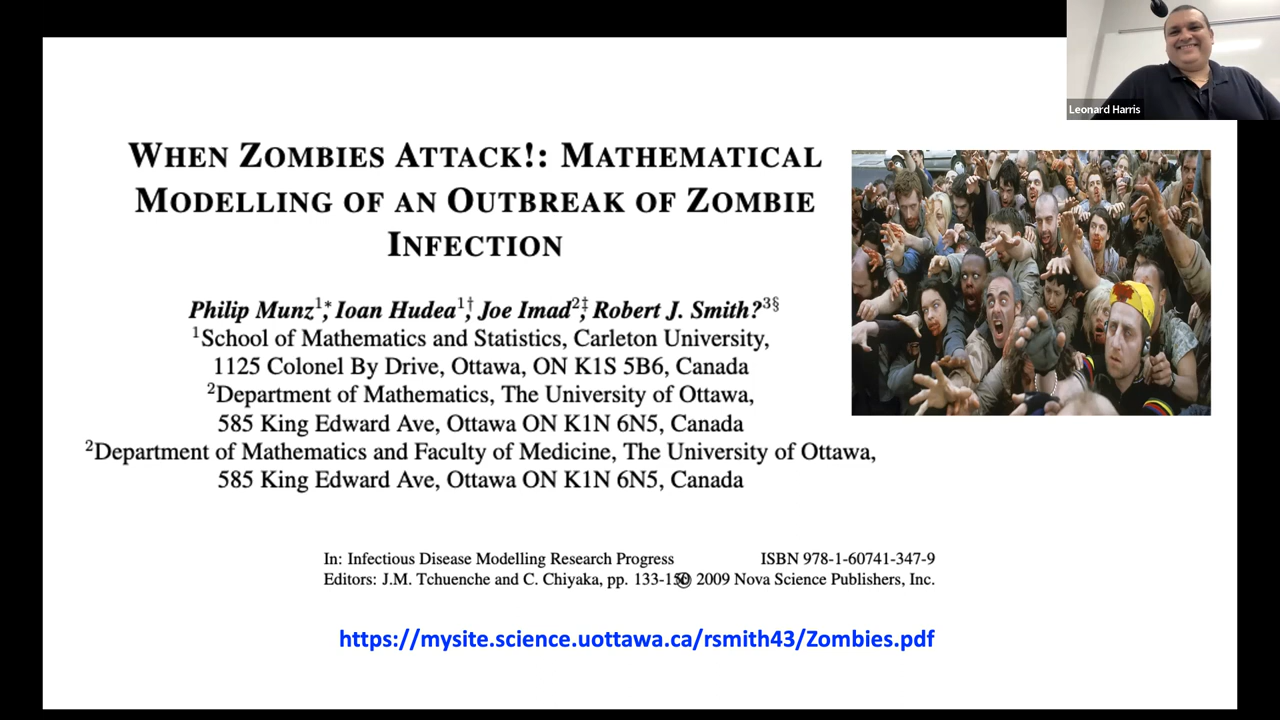 Leonard Harris
WHEN ZOMBIES ATTACK!: MATHEMATICAL
MODELLING OF AN OUTBREAK OF ZOMBIE
INFECTION
Philip Munz1*, Ioan Hudea1†, Joe Imad2‡, Robert J. Smith?3§
1School of Mathematics and Statistics, Carleton University,
1125 Colonel By Drive, Ottawa, ON K1S 5B6, Canada
2Department of Mathematics, The University of Ottawa,
585 King Edward Ave, Ottawa ON K1N 6N5, Canada
2Department of Mathematics and Faculty of Medicine, The University of Ottawa,
585 King Edward Ave, Ottawa ON K1N 6N5, Canada
In: Infectious Disease Modelling Research Progress ISBN 978-1-60741-347-9
Editors: J.M. Tchuenche and C. Chiyaka, pp. © 2009 Nova Science Publishers, Inc.
https://mysite.science.uottawa.ca/rsmith43/Zombies.pdf